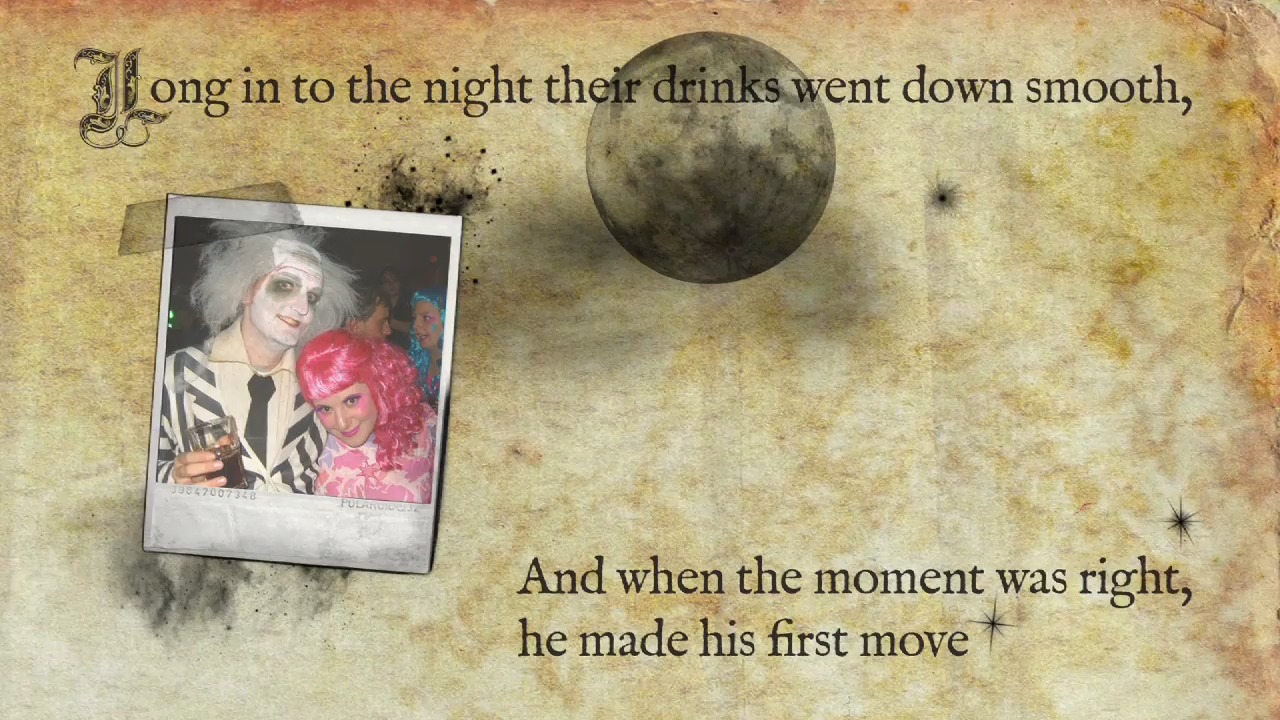 Long in to the night their drinks went down smooth,
39847007348
And when the moment was right,
he made his first move